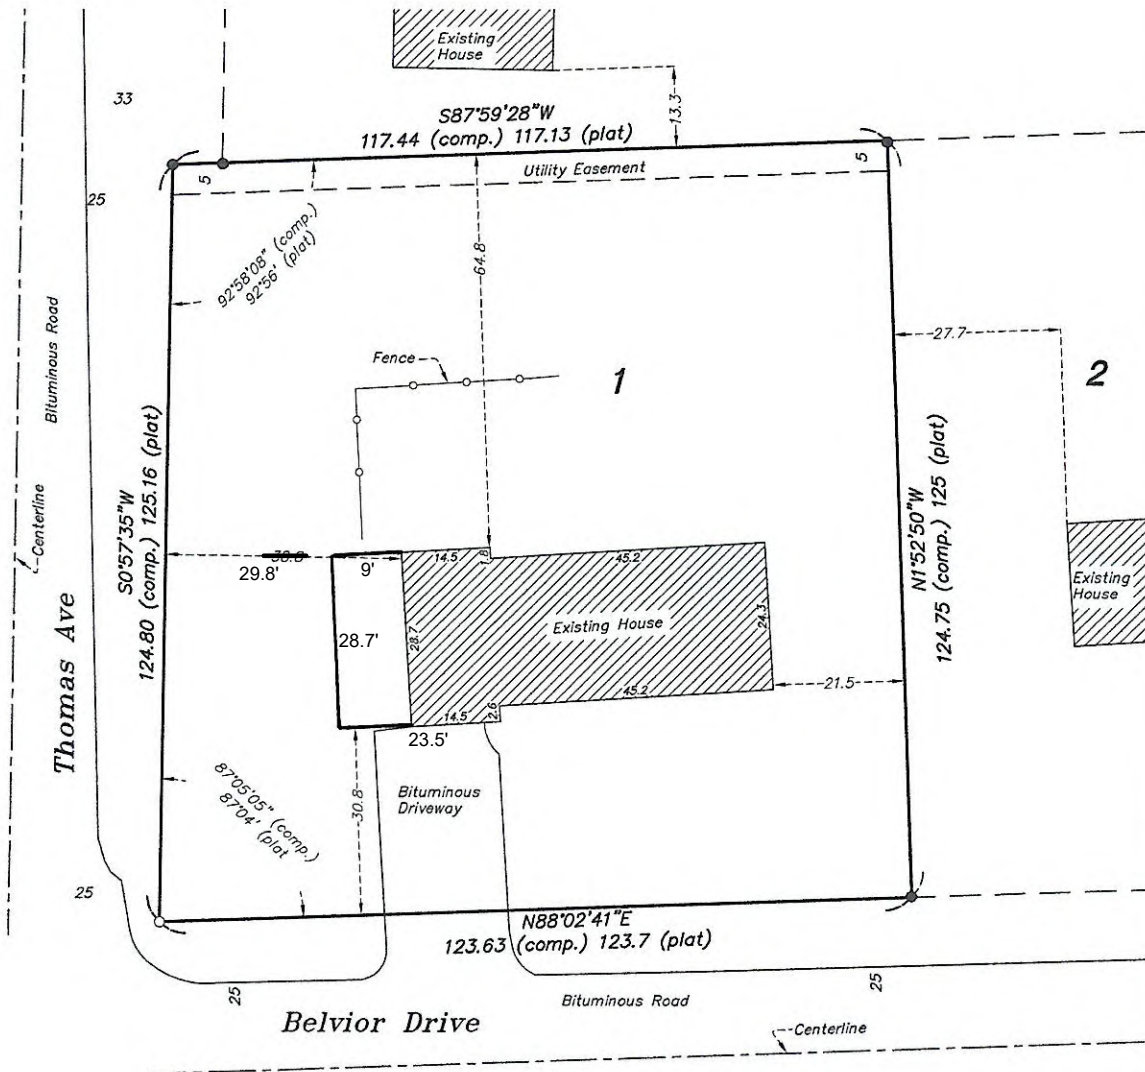 Existing
House
33
13.3
S87°59'28"W
117.44 (comp.) 117.13 (plat)
Utility Easement
5
5
25
92°58'08" (comp.)
92°56' (plat)
64.8
Bituminous Road
Fence
1
27.7
2
Centerline
S0°57'35"W
124.80 (comp.) 125.16 (plat)
N1°52'50"W
124.75 (comp.) 125 (plat)
29.8'
9'
14.5
1.8
45.2
28.7'
28.7
Existing House
24.3
Existing
House
Thomas Ave
45.2
21.5
14.5
2.6
23.5'
87°05'05" (comp.)
87°04' (plat
30.8
Bituminous
Driveway
25
N88°02'41"E
123.63 (comp.) 123.7 (plat)
25
25
Bituminous Road
Belvior Drive
Centerline